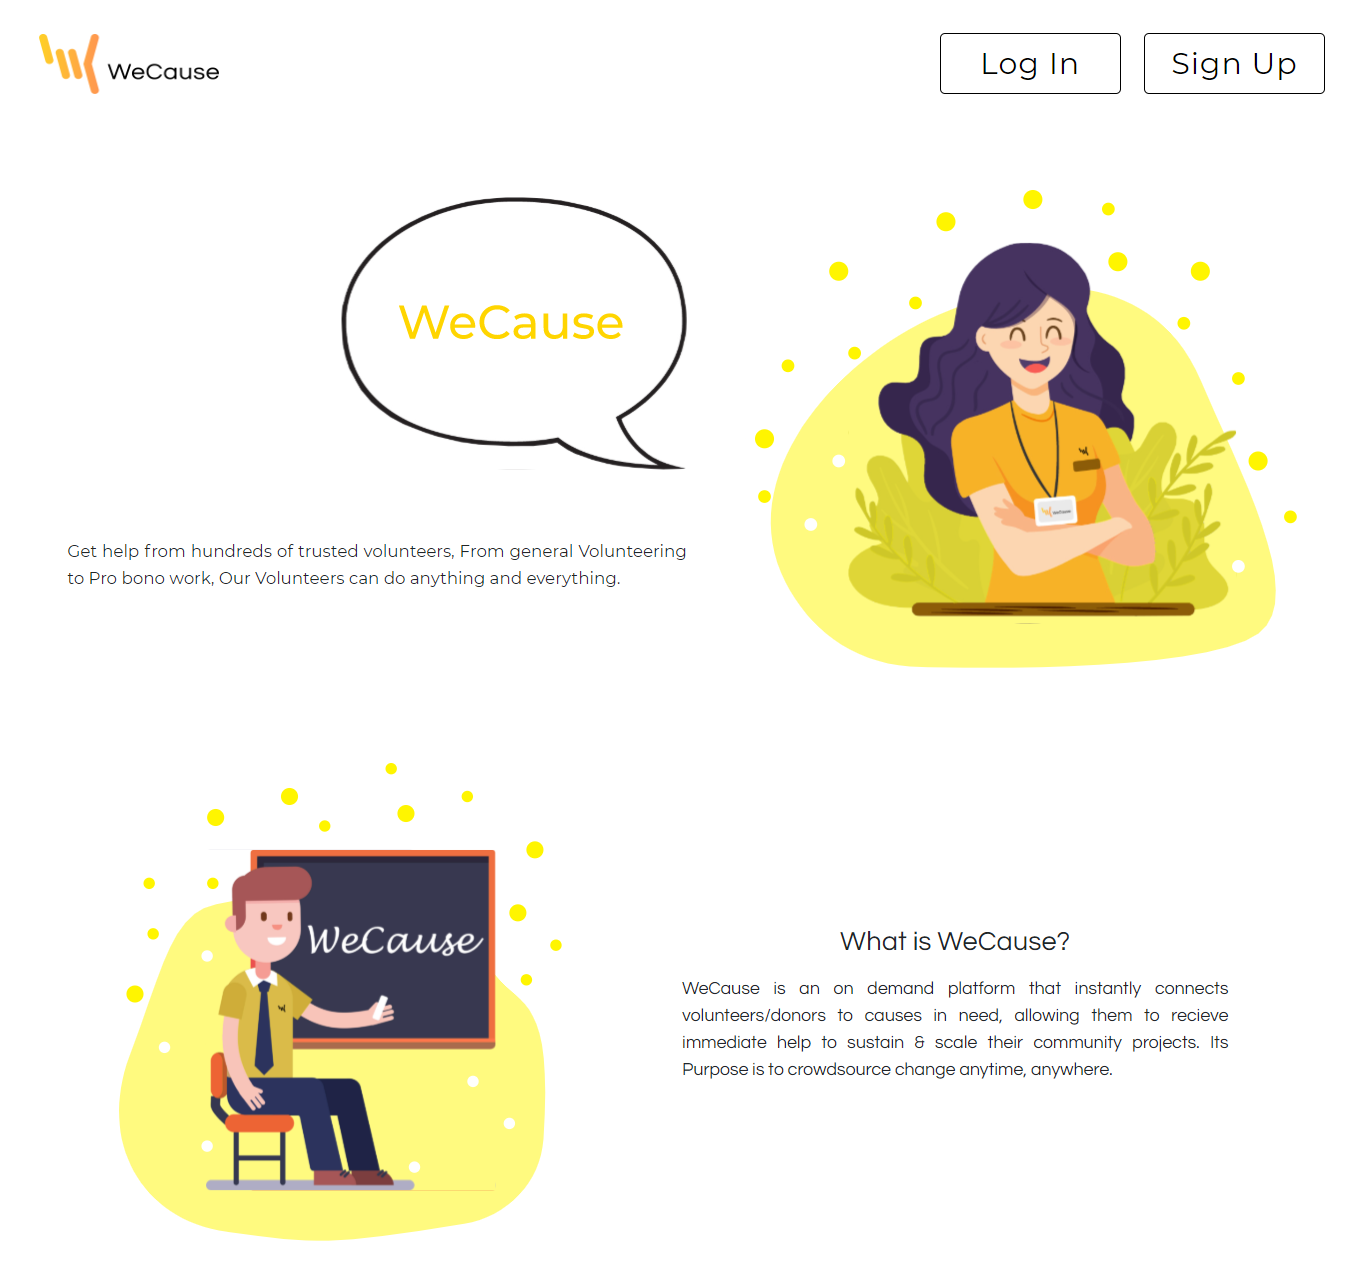 WeCause
Log In
Sign Up
WeCause
WeCause
Get help from hundreds of trusted volunteers, From general Volunteering
to Pro bono work, Our Volunteers can do anything and everything.
WeCause
What is WeCause?
WeCause is an on demand platform that instantly connects
volunteers/donors to causes in need, allowing them to recieve
immediate help to sustain & scale their community projects. Its
Purpose is to crowdsource change anytime, anywhere.